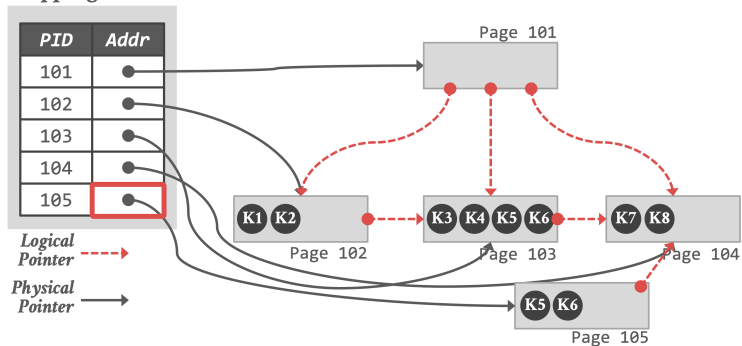 PID Addr
101
102
103
104
105
Logical
Pointer
Physical
Pointer
Page 101
K1 K2
Page 102
K3 K4 K5 K6
Page 103
K7 K8
Page 104
K5 K6
Page 105